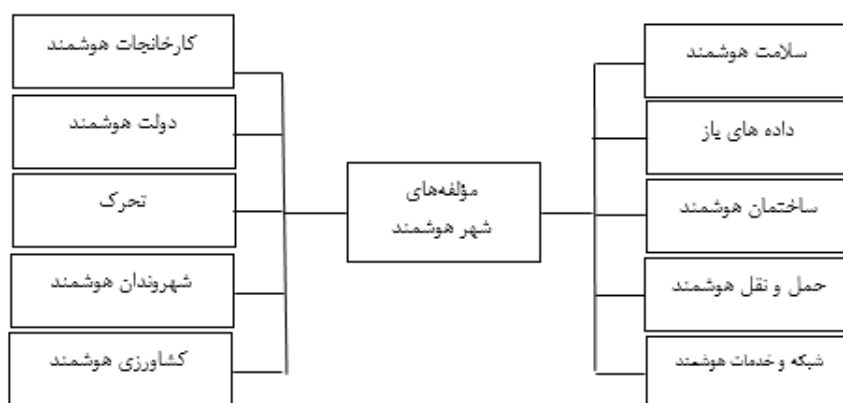 مؤلفه‌های
شهر هوشمند
سلامت هوشمند
داده های یاز
ساختمان هوشمند
حمل و نقل هوشمند
شبکه و خدمات هوشمند
کارخانجات هوشمند
دولت هوشمند
تحرک
شهروندان هوشمند
کشاورزی هوشمند